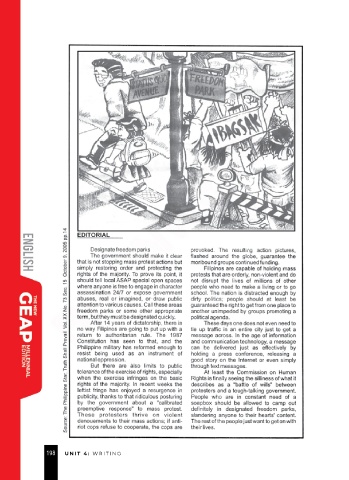 FREEDOM
PARK
AVENUE
IBAGSAK
EDITORIAL
Designate freedom parks
The government should make it clear
that is not stopping mass protest actions but
simply restoring order and protecting the
rights of the majority. To prove its point, it
should tell local ASAP special open spaces
where anyone is free to engage in character
assassination 24/7 or expose government
abuses, real or imagined, or draw public
attention to various causes. Call these areas
freedom parks or some other appropriate
term, but they must be designated quickly.
After 14 years of dictatorship, there is
no way Filipinos are going to put up with a
return to authoritarian rule. The 1987
Constitution has seen to that, and the
Philippine military has reformed enough to
resist being used as an instrument of
national repression.
But there are also limits to public
tolerance of the exercise of rights, especially
when the exercise infringes on the basic
rights of the majority. In recent weeks the
leftist fringe has enjoyed a resurgence in
publicity, thanks to that ridiculous posturing
by the government about a "calibrated
preemptive response" to mass protest.
These protesters thrive on violent
denouements to their mass actions; if anti-
riot cops refuse to cooperate, the cops are
provoked. The resulting action pictures,
flashed around the globe, guarantee the
moribound groups continued funding.
Filipinos are capable of holding mass
protests that are orderly, non-violent and do
not disrupt the lives of millions of other
people who need to make a living or to go
school. The nation is distracted enough by
dirty politics; people should at least be
guaranteed the right to get from one place to
another unimpeded by groups promoting a
political agenda.
These days one does not even need to
tie up traffic in an entire city just to get a
message across. In the age of information
and communication technology, a message
can be delivered just as effectively by
holding a press conference, releasing a
good story on the Internet or even simply
through text messages.
At least the Commission on Human
Rights is finally seeing the silliness of what it
describes as a "battle of wills" between
protesters and a tough-talking government.
People who are in constant need of a
soapbox should be allowed to camp out
definitely in designated freedom parks,
slandering anyone to their hearts' content.
The rest of the people just want to get on with
their lives.
Source: The Philippine Star, Truth Shall Prevail, Vol. XX No. 73, Sec. 15 October 9, 2005 pp.14
ENGLISH
THE NEW
GEAP
MILLENNIAL
EDITION
198 UNIT 4: WRITING